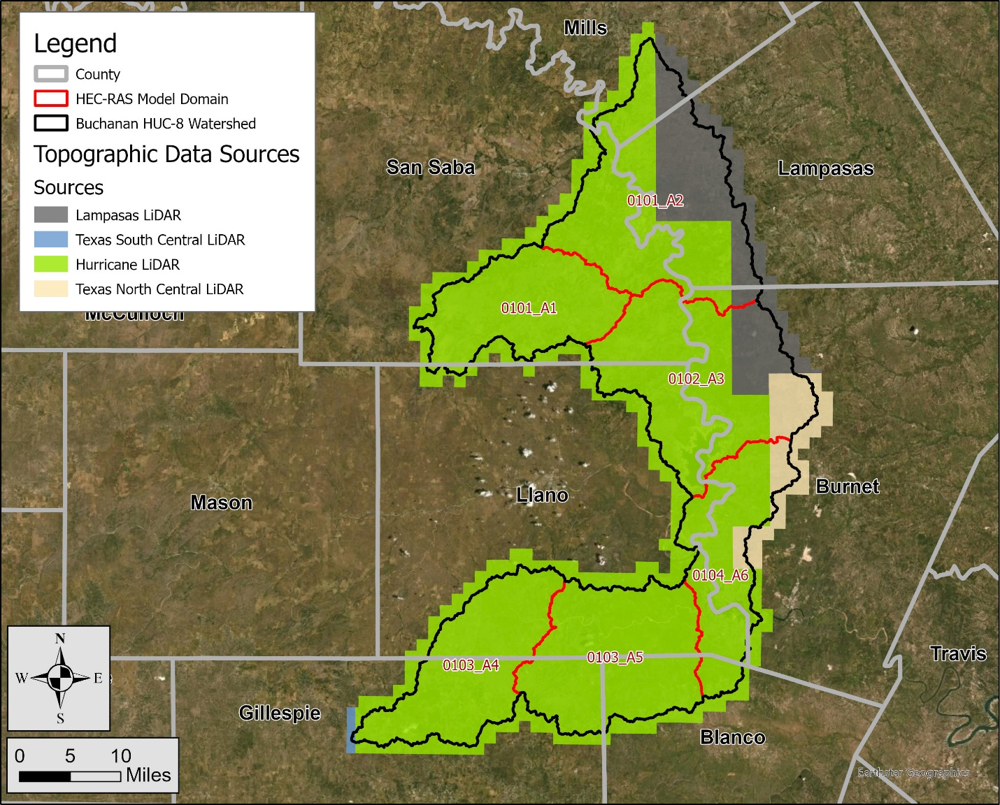 Legend
County
HEC-RAS Model Domain
Buchanan HUC-8 Watershed
Topographic Data Sources
Sources
Lampasas LiDAR
Texas South Central LiDAR
Hurricane LiDAR
Texas North Central LiDAR
Mills
San Saba
Lampasas
0101_A2
McCulloch
0101_A1
0102_A3
Mason
Llano
Burnet
0104_A6
0103_A4
0103_A5
Travis
Gillespie
Blanco
N
W
E
S
0 5 10
Miles
Earthstar Geographics